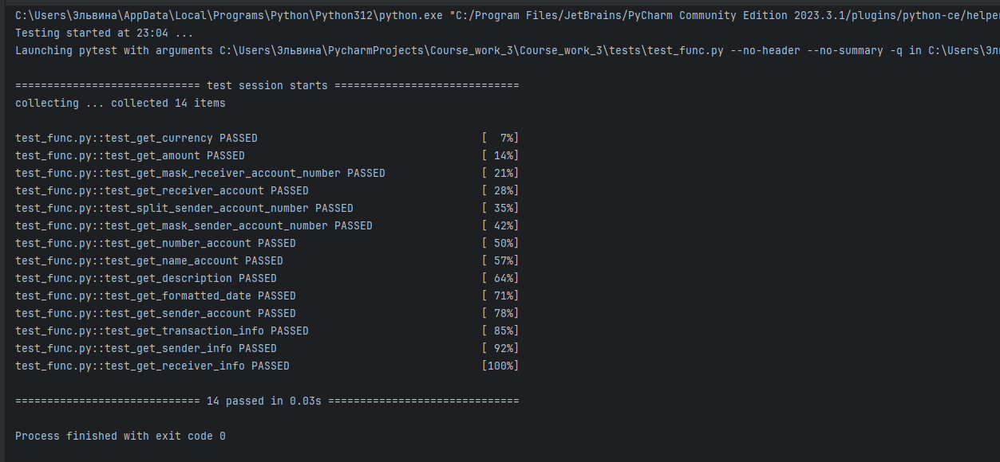 C:\Users\Эльвина\AppData\Local\Programs\Python\Python312\python.exe "C:/Program Files/JetBrains/PyCharm Community Edition 2023.3.1/plugins/python-ce/helper
Testing started at 23:04 ...
Launching pytest with arguments C:\Users\Эльвина\PycharmProjects\Course_work_3\Course_work_3\tests\test_func.py --no-header --no-summary -q in C:\Users\Эл
============================= test session starts =============================
collecting ... collected 14 items
test_func.py::test_get_currency PASSED [  7%]
test_func.py::test_get_amount PASSED [ 14%]
test_func.py::test_get_mask_receiver_account_number PASSED [ 21%]
test_func.py::test_get_receiver_account PASSED [ 28%]
test_func.py::test_split_sender_account_number PASSED [ 35%]
test_func.py::test_get_mask_sender_account_number PASSED [ 42%]
test_func.py::test_get_number_account PASSED [ 50%]
test_func.py::test_get_name_account PASSED [ 57%]
test_func.py::test_get_description PASSED [ 64%]
test_func.py::test_get_formatted_date PASSED [ 71%]
test_func.py::test_get_sender_account PASSED [ 78%]
test_func.py::test_get_transaction_info PASSED [ 85%]
test_func.py::test_get_sender_info PASSED [ 92%]
test_func.py::test_get_receiver_info PASSED [100%]
============================= 14 passed in 0.03s ==============================
Process finished with exit code 0